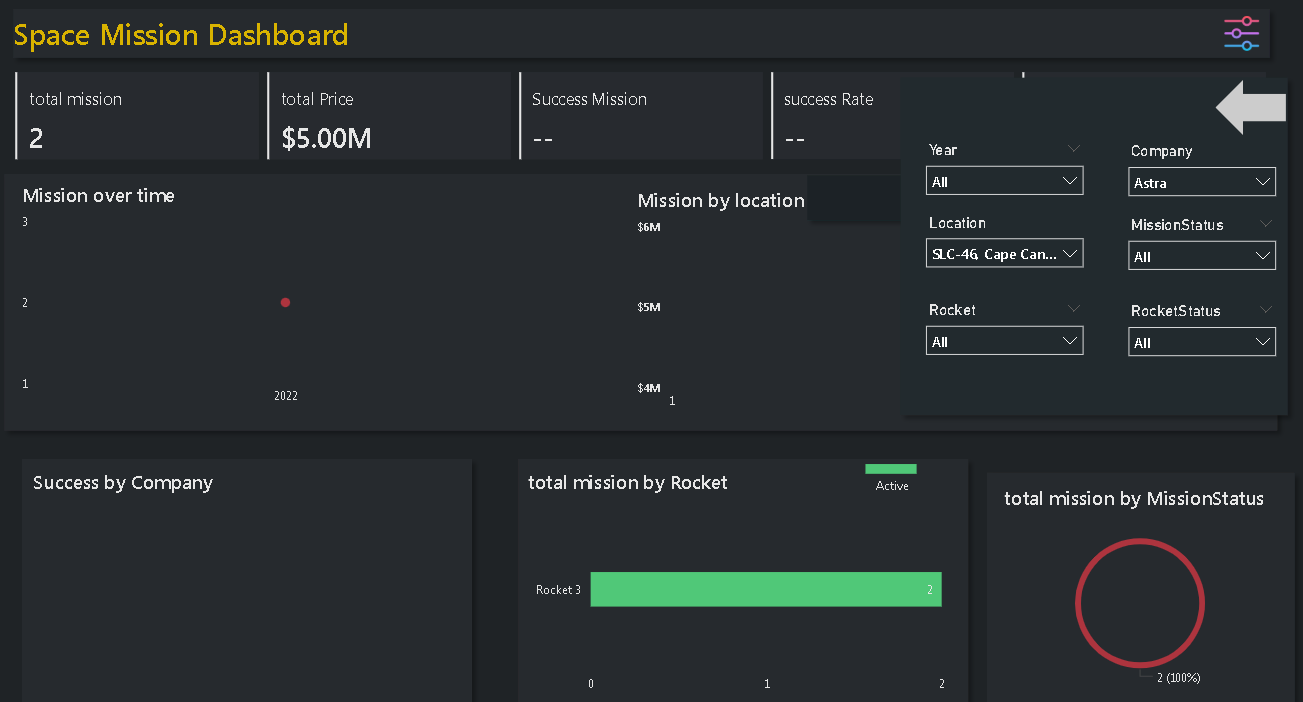 Space Mission Dashboard
total mission
2
total Price
$5.00M
Success Mission
--
success Rate
--
Year
All
Company
Astra
Location
SLC-46, Cape Can...
MissionStatus
All
Rocket
All
RocketStatus
All
Mission over time
3
2
1
2022
Mission by location
$6M
$5M
$4M
1
Success by Company
total mission by Rocket
Active
Rocket 3
2
0
1
2
total mission by MissionStatus
2 (100%)